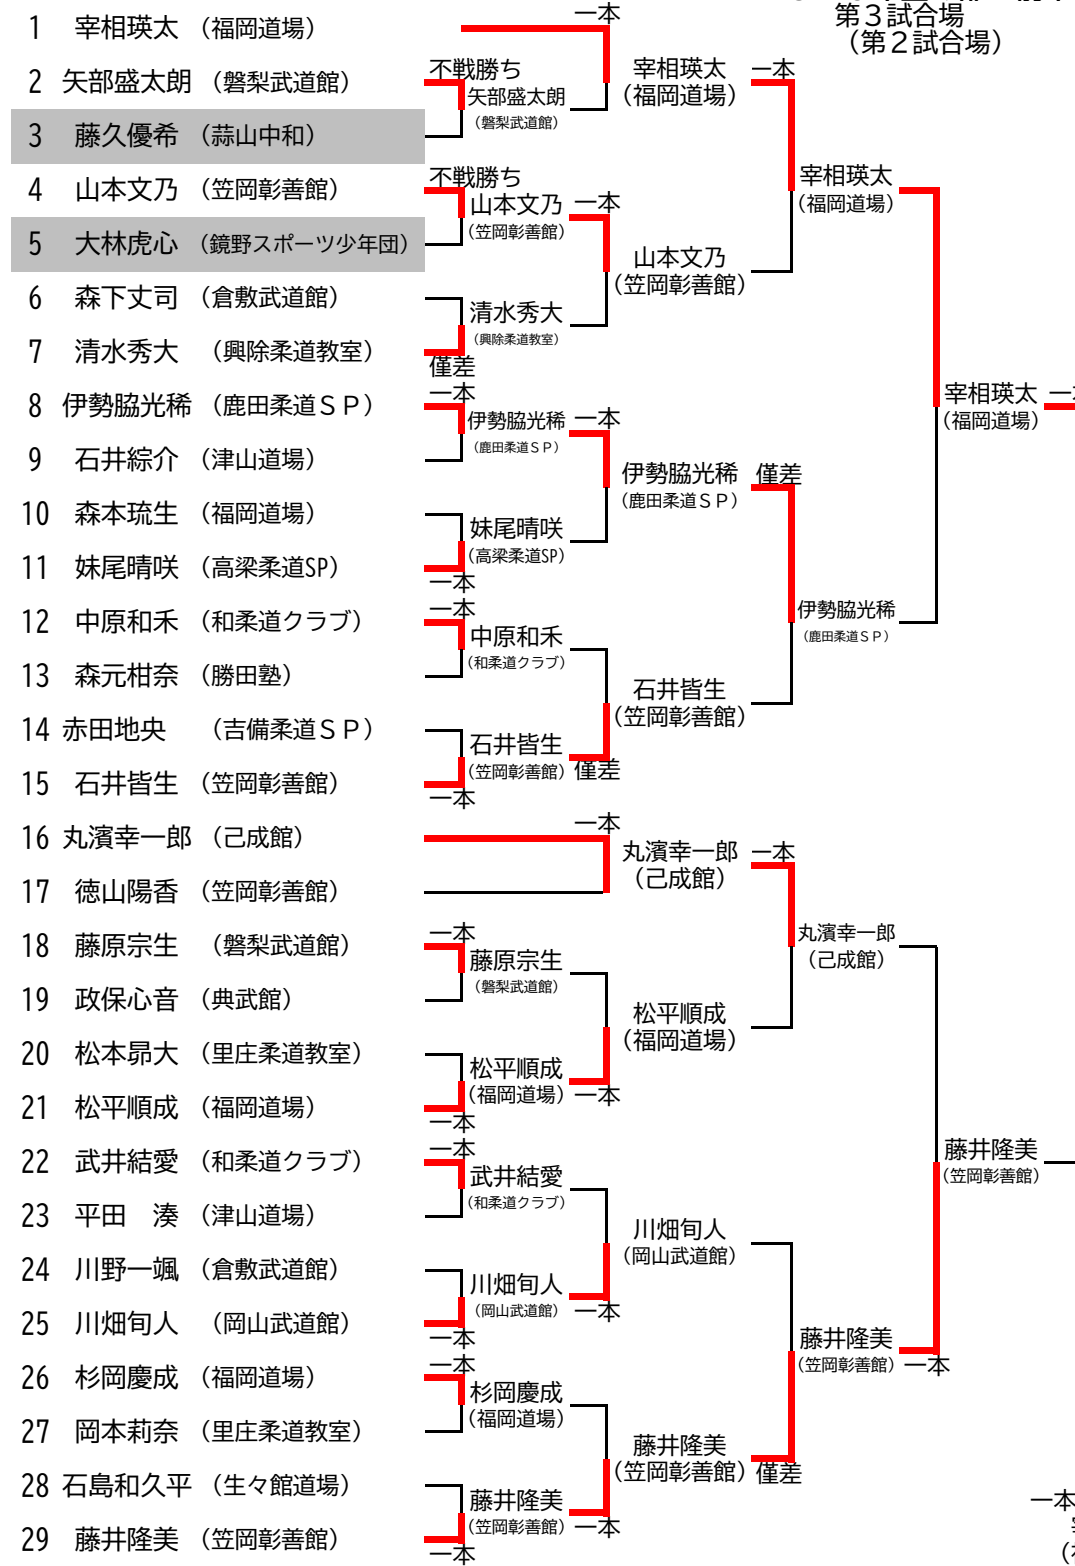 第３試合場
（第２試合場）
1 宰相瑛太 （福岡道場）
2 矢部盛太朗 （磐梨武道館）
3 藤久優希 （蒜山中和）
4 山本文乃 （笠岡彰善館）
5 大林虎心 （鏡野スポーツ少年団）
6 森下丈司 （倉敷武道館）
7 清水秀大 （興除柔道教室）
8 伊勢脇光稀 （鹿田柔道ＳＰ）
9 石井綜介 （津山道場）
10 森本琉生 （福岡道場）
11 妹尾晴咲 （高梁柔道SP）
12 中原和禾 （和柔道クラブ）
13 森元柑奈 （勝田塾）
14 赤田地央 （吉備柔道ＳＰ）
15 石井皆生 （笠岡彰善館）
16 丸濱幸一郎 （己成館）
17 徳山陽香 （笠岡彰善館）
18 藤原宗生 （磐梨武道館）
19 政保心音 （典武館）
20 松本昴大 （里庄柔道教室）
21 松平順成 （福岡道場）
22 武井結愛 （和柔道クラブ）
23 平田　湊 （津山道場）
24 川野一颯 （倉敷武道館）
25 川畑旬人 （岡山武道館）
26 杉岡慶成 （福岡道場）
27 岡本莉奈 （里庄柔道教室）
28 石島和久平 （生々館道場）
29 藤井隆美 （笠岡彰善館）
不戦勝ち
矢部盛太朗
（磐梨武道館）
不戦勝ち
山本文乃
（笠岡彰善館）
清水秀大
（興除柔道教室）
僅差
一本
伊勢脇光稀
（鹿田柔道ＳＰ）
妹尾晴咲
（高梁柔道SP）
一本
一本
中原和禾
（和柔道クラブ）
石井皆生
（笠岡彰善館）
一本
一本
藤原宗生
（磐梨武道館）
松平順成
（福岡道場）
一本
一本
武井結愛
（和柔道クラブ）
川畑旬人
（岡山武道館）
一本
一本
杉岡慶成
（福岡道場）
藤井隆美
（笠岡彰善館）
一本
一本
宰相瑛太
（福岡道場）
一本
山本文乃
（笠岡彰善館）
一本
伊勢脇光稀
（鹿田柔道ＳＰ）
石井皆生
（笠岡彰善館）
僅差
一本
丸濱幸一郎
（己成館）
松平順成
（福岡道場）
一本
川畑旬人
（岡山武道館）
一本
藤井隆美
（笠岡彰善館）
一本
一本
宰相瑛太
（福岡道場）
僅差
伊勢脇光稀
（鹿田柔道ＳＰ）
一本
丸濱幸一郎
（己成館）
藤井隆美
（笠岡彰善館）
僅差
宰相瑛太
（福岡道場）
藤井隆美
（笠岡彰善館）
一本
一本